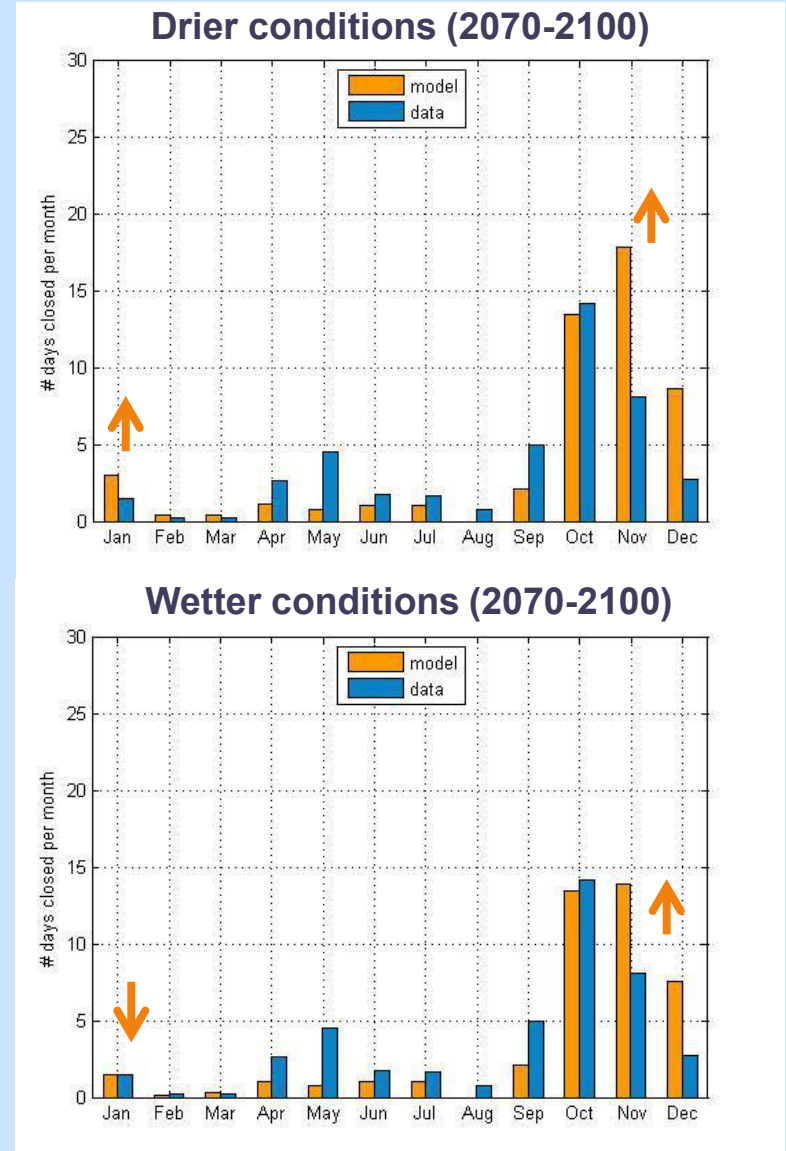 Drier conditions (2070-2100)
30
25
20
15
10
5
0
# days closed per month
model
data
Jan Feb Mar Apr May Jun Jul Aug Sep Oct Nov Dec
Wetter conditions (2070-2100)
30
25
20
15
10
5
0
# days closed per month
model
data
Jan Feb Mar Apr May Jun Jul Aug Sep Oct Nov Dec